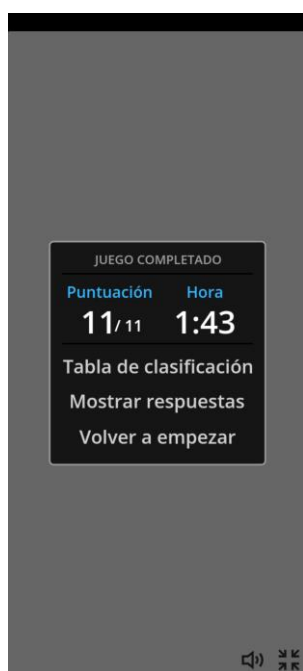 JUEGO COMPLETADO
Puntuación Hora
11/ 11 1:43
Tabla de clasificación
Mostrar respuestas
Volver a empezar